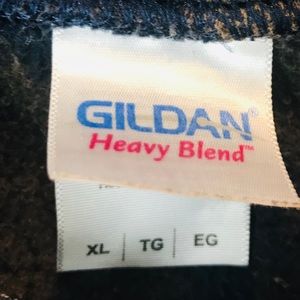 GILDAN®
Heavy Blend™
XL | TG | EG